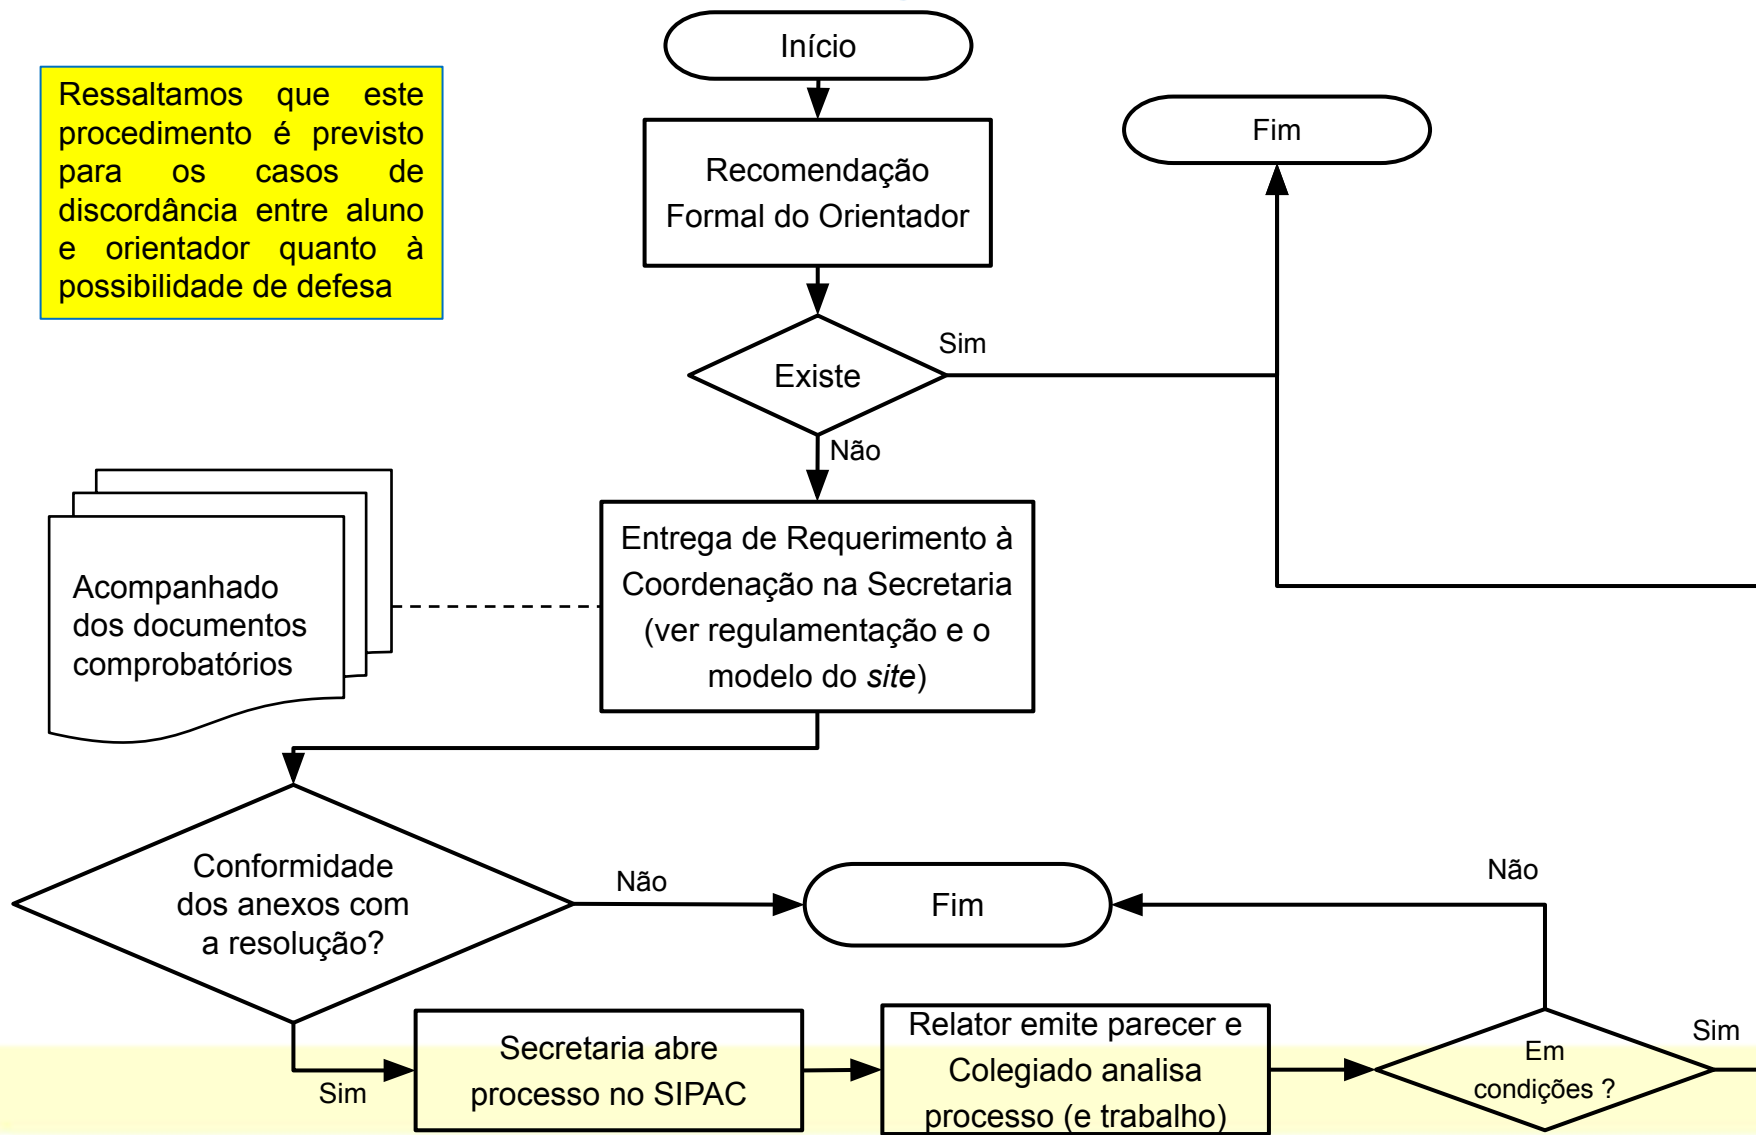 Início
Ressaltamos que este
procedimento é previsto
para os casos de
discordância entre aluno
e orientador quanto à
possibilidade de defesa
Fim
Recomendação
Formal do Orientador
Existe
Sim
Não
Entrega de Requerimento à
Coordenação na Secretaria
(ver regulamentação e o
modelo do site)
Acompanhado
dos documentos
comprobatórios
Conformidade
dos anexos com
a resolução?
Não
Fim
Não
Sim
Secretaria abre
processo no SIPAC
Relator emite parecer e
Colegiado analisa
processo (e trabalho)
Em
condições ?
Sim